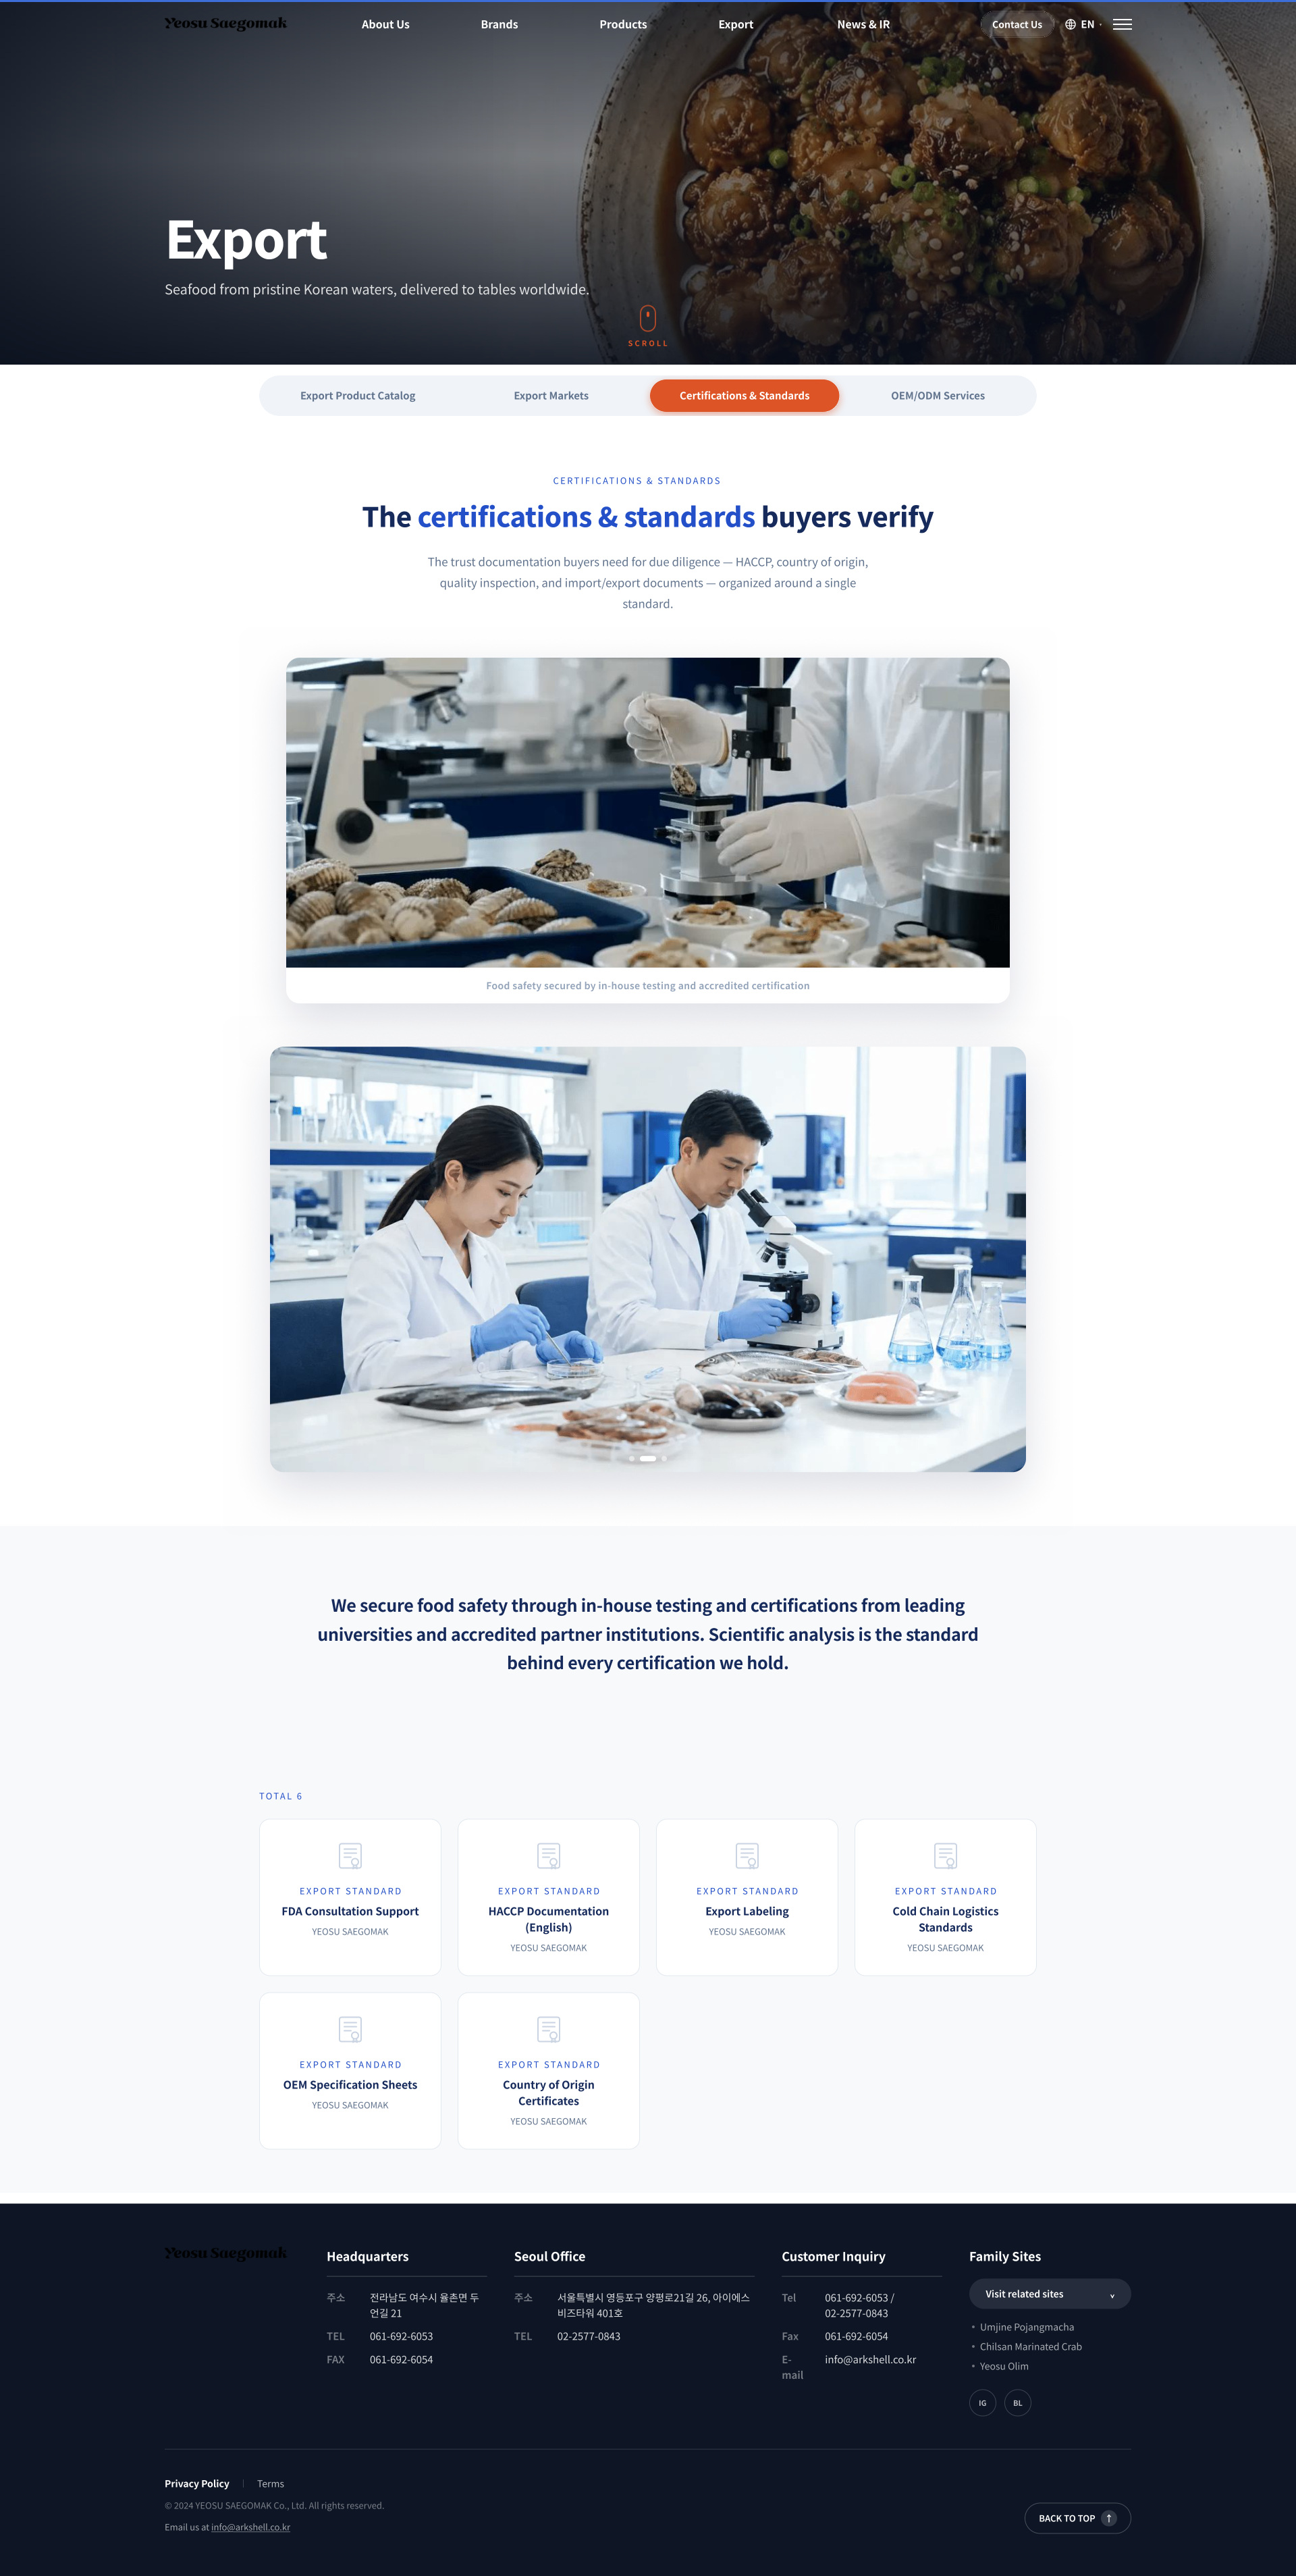 Yeosu Saegomak
About Us
Brands
Products
Export
News & IR
Contact Us
EN
Export
Seafood from pristine Korean waters, delivered to tables worldwide.
SCROLL
Export Product Catalog
Export Markets
Certifications & Standards
OEM/ODM Services
CERTIFICATIONS & STANDARDS
The certifications & standards buyers verify
The trust documentation buyers need for due diligence — HACCP, country of origin,
quality inspection, and import/export documents — organized around a single
standard.
Food safety secured by in-house testing and accredited certification
We secure food safety through in-house testing and certifications from leading
universities and accredited partner institutions. Scientific analysis is the standard
behind every certification we hold.
TOTAL 6
EXPORT STANDARD
FDA Consultation Support
YEOSU SAEGOMAK
EXPORT STANDARD
HACCP Documentation
(English)
YEOSU SAEGOMAK
EXPORT STANDARD
Export Labeling
YEOSU SAEGOMAK
EXPORT STANDARD
Cold Chain Logistics
Standards
YEOSU SAEGOMAK
EXPORT STANDARD
OEM Specification Sheets
YEOSU SAEGOMAK
EXPORT STANDARD
Country of Origin
Certificates
YEOSU SAEGOMAK
Yeosu Saegomak
Headquarters
주소 전라남도 여수시 율촌면 두
언길 21
TEL 061-692-6053
FAX 061-692-6054
Seoul Office
주소 서울특별시 영등포구 양평로21길 26, 아이에스
비즈타워 401호
TEL 02-2577-0843
Customer Inquiry
Tel 061-692-6053 /
02-2577-0843
Fax 061-692-6054
E-
mail info@arkshell.co.kr
Family Sites
Visit related sites
Umjine Pojangmacha
Chilsan Marinated Crab
Yeosu Olim
IG
BL
Privacy Policy
Terms
© 2024 YEOSU SAEGOMAK Co., Ltd. All rights reserved.
Email us at info@arkshell.co.kr
BACK TO TOP